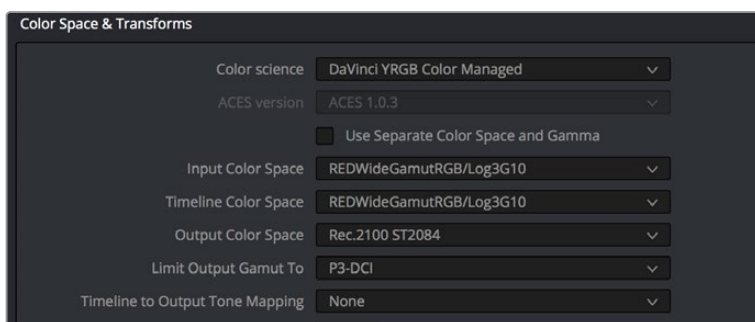 Color Space & Transforms
Color science DaVinci YRGB Color Managed
ACES version ACES 1.0.3
Use Separate Color Space and Gamma
Input Color Space REDWideGamutRGB/Log3G10
Timeline Color Space REDWideGamutRGB/Log3G10
Output Color Space Rec.2100 ST2084
Limit Output Gamut To P3-DCI
Timeline to Output Tone Mapping None